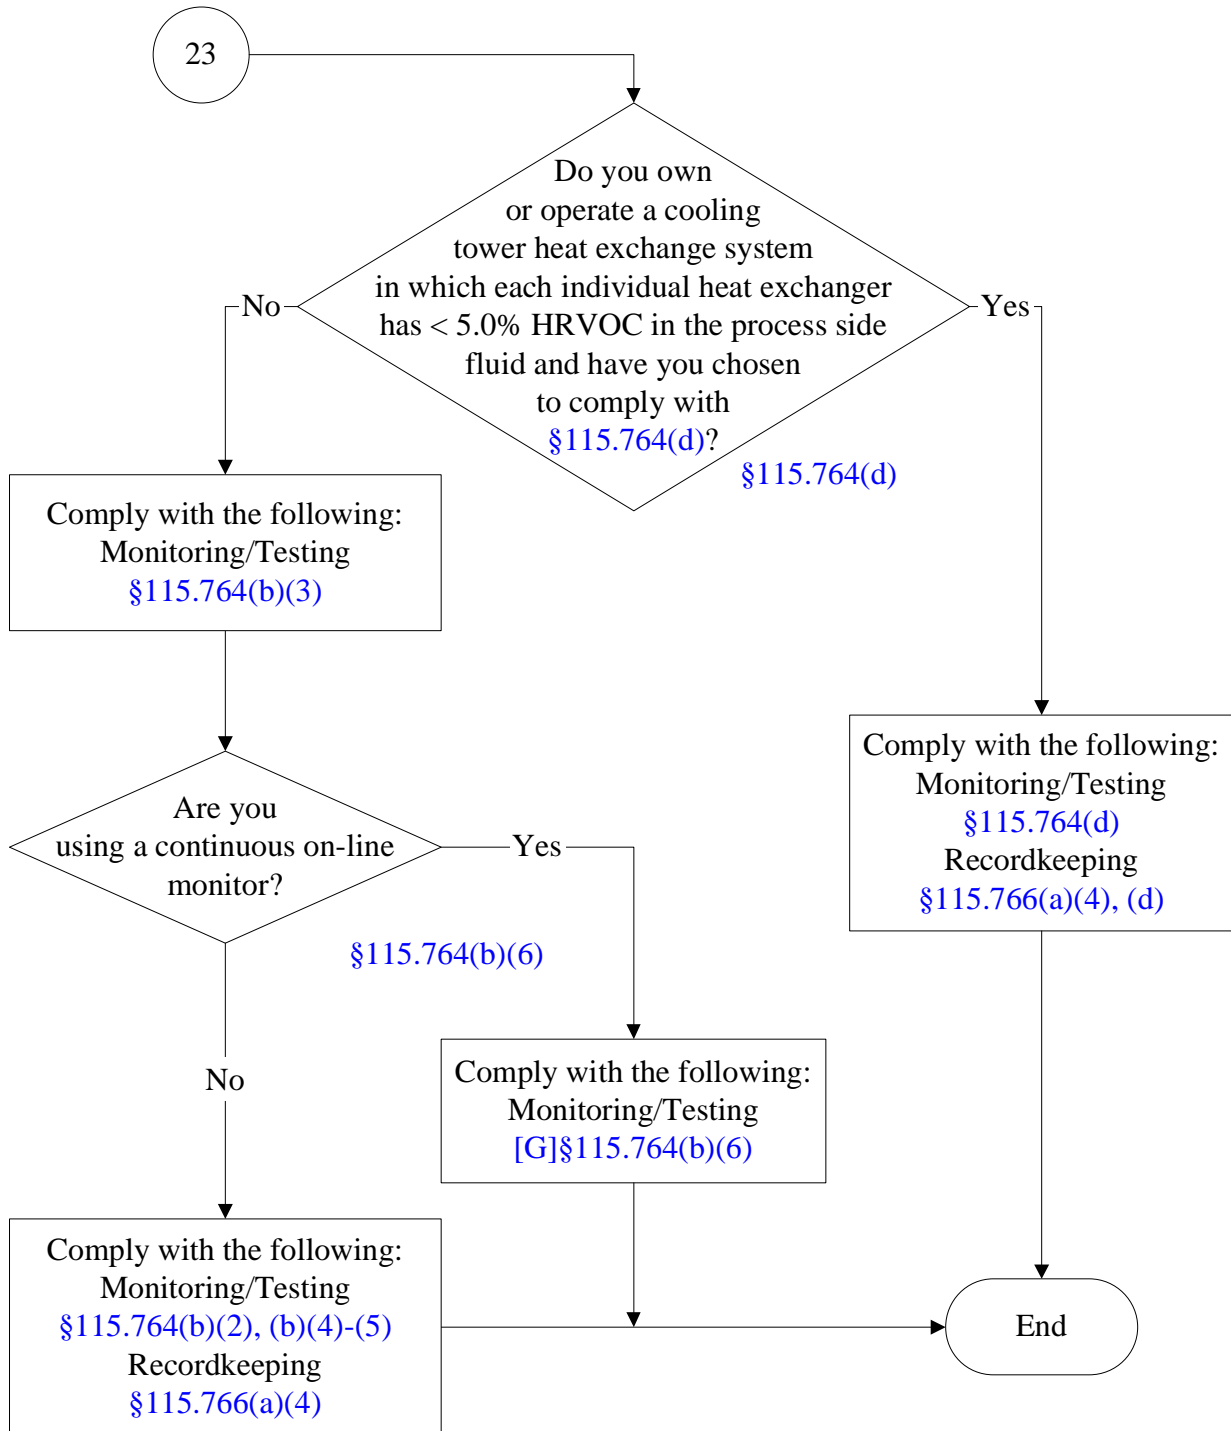 23
Do you own
or operate a cooling
tower heat exchange system
in which each individual heat exchanger
has < 5.0% HRVOC in the process side
fluid and have you chosen
to comply with
§115.764(d)?
No
Yes
§115.764(d)
Comply with the following:
Monitoring/Testing
§115.764(b)(3)
Are you
using a continuous on-line
monitor?
Yes
§115.764(b)(6)
No
Comply with the following:
Monitoring/Testing
§115.764(d)
Recordkeeping
§115.766(a)(4), (d)
Comply with the following:
Monitoring/Testing
[G]§115.764(b)(6)
Comply with the following:
Monitoring/Testing
§115.764(b)(2), (b)(4)-(5)
Recordkeeping
§115.766(a)(4)
End